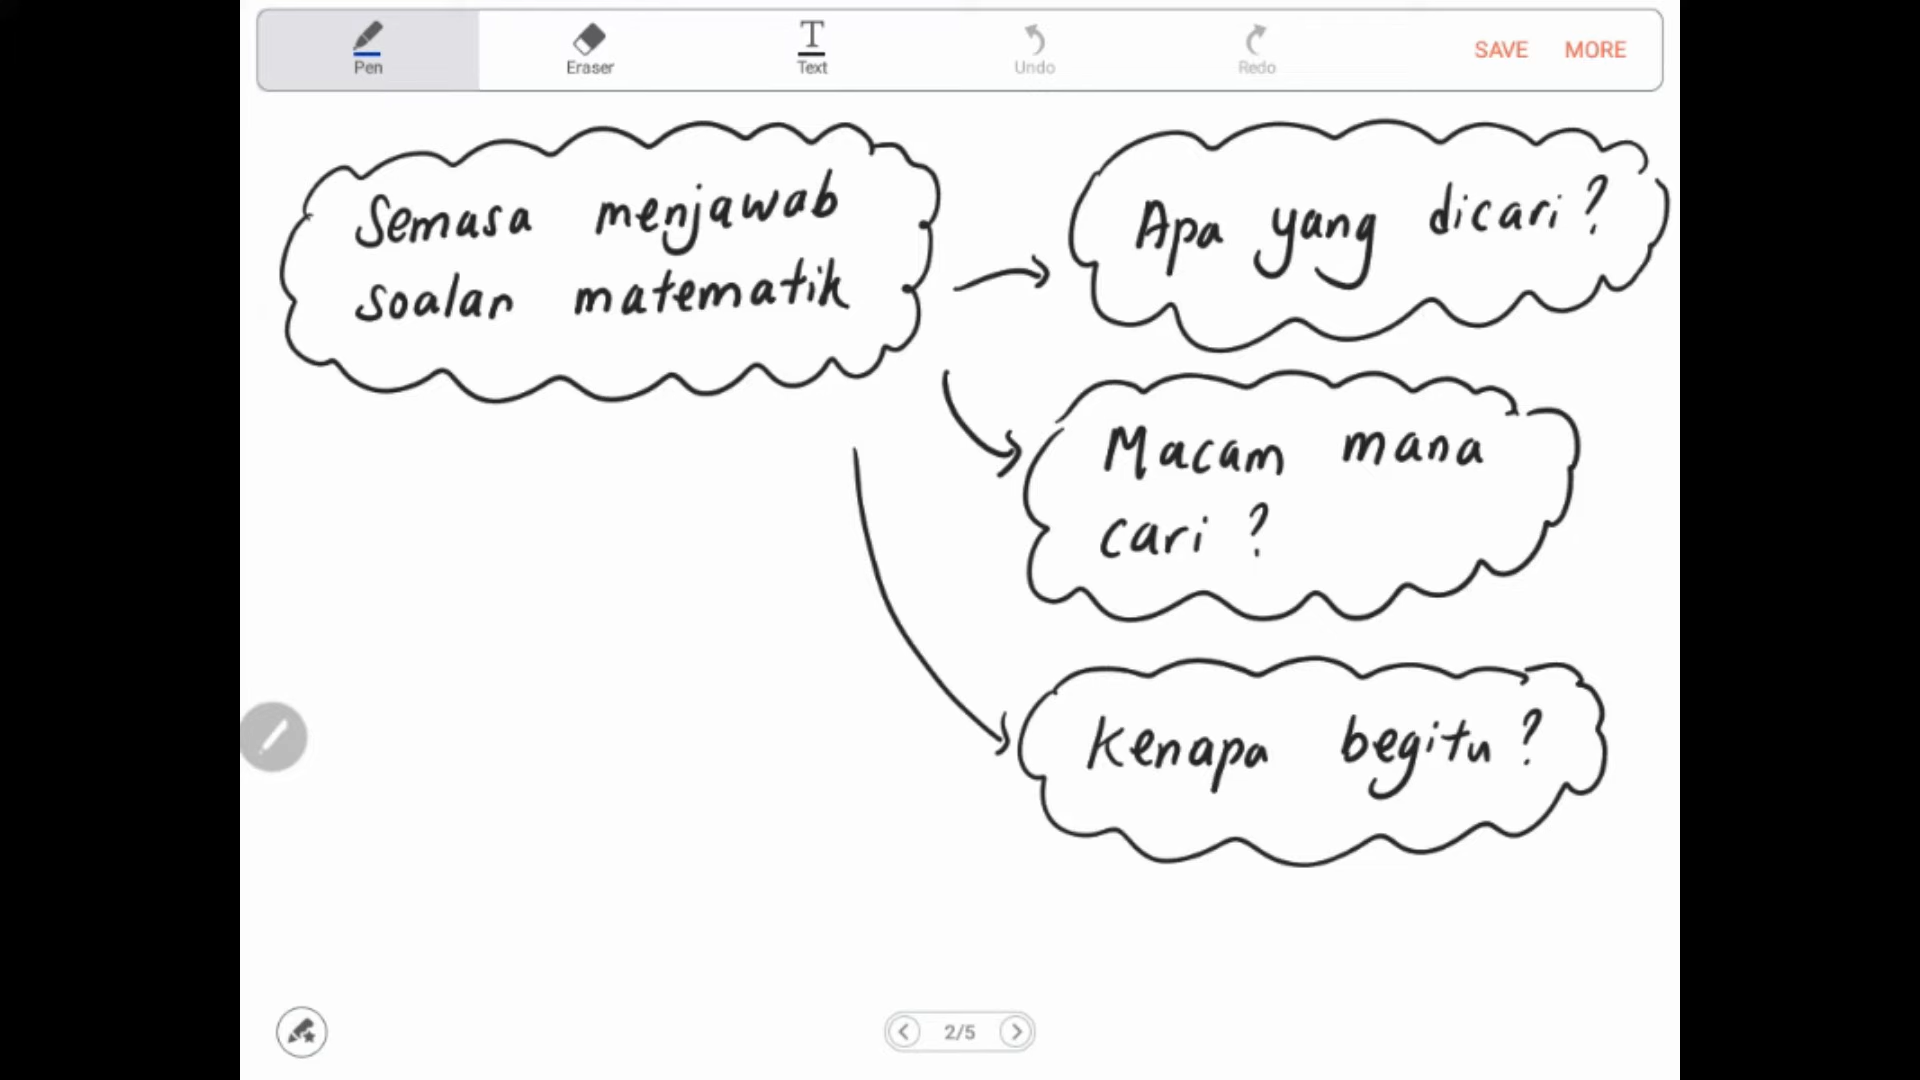 Pen
Eraser
Text
Undo
Redo
SAVE
MORE
Semasa menjawab
soalan matematik
Apa yang dicari?
Macam mana
cari?
Kenapa begitu?
2/5